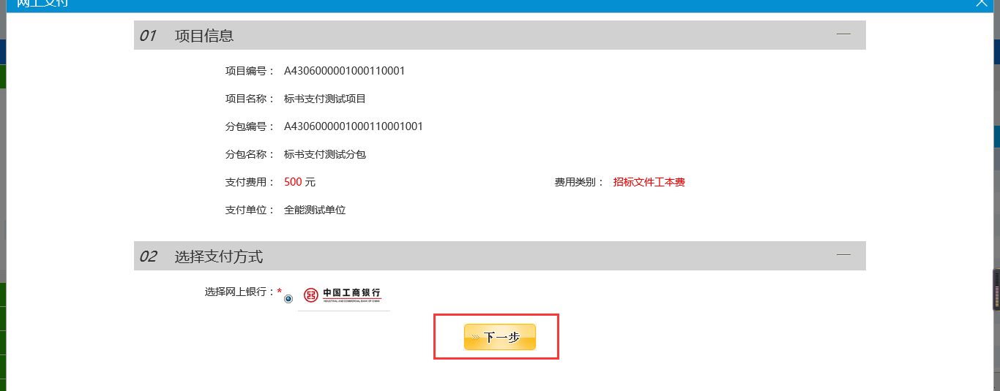 网上支付
01 项目信息
项目编号： A4306000001000110001
项目名称： 标书支付测试项目
分包编号： A4306000001000110001001
分包名称： 标书支付测试分包
支付费用： 500 元 费用类别： 招标文件工本费
支付单位： 全能测试单位
02 选择支付方式
选择网上银行：* 中国工商银行
INDUSTRIAL AND COMMERCIAL BANK OF CHINA
下一步